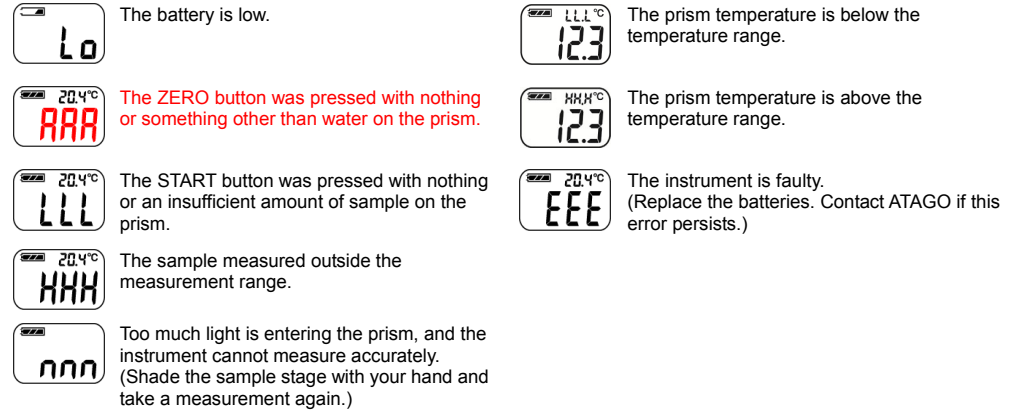 Lo
The battery is low.
20.4°C
AAA
The ZERO button was pressed with nothing
or something other than water on the prism.
20.4°C
LLL
The START button was pressed with nothing
or an insufficient amount of sample on the
prism.
20.4°C
HHH
The sample measured outside the
measurement range.
nnn
Too much light is entering the prism, and the
instrument cannot measure accurately.
(Shade the sample stage with your hand and
take a measurement again.)
LL.L°C
12.3
The prism temperature is below the
temperature range.
HH.H°C
12.3
The prism temperature is above the
temperature range.
20.4°C
EEE
The instrument is faulty.
(Replace the batteries. Contact ATAGO if this
error persists.)